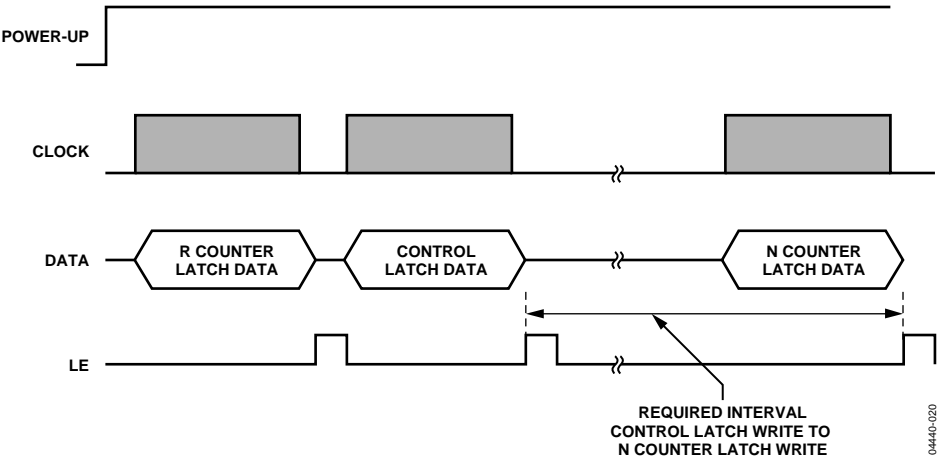 POWER-UP
CLOCK
DATA
R COUNTER
LATCH DATA
CONTROL
LATCH DATA
N COUNTER
LATCH DATA
LE
REQUIRED INTERVAL
CONTROL LATCH WRITE TO
N COUNTER LATCH WRITE
04440-020